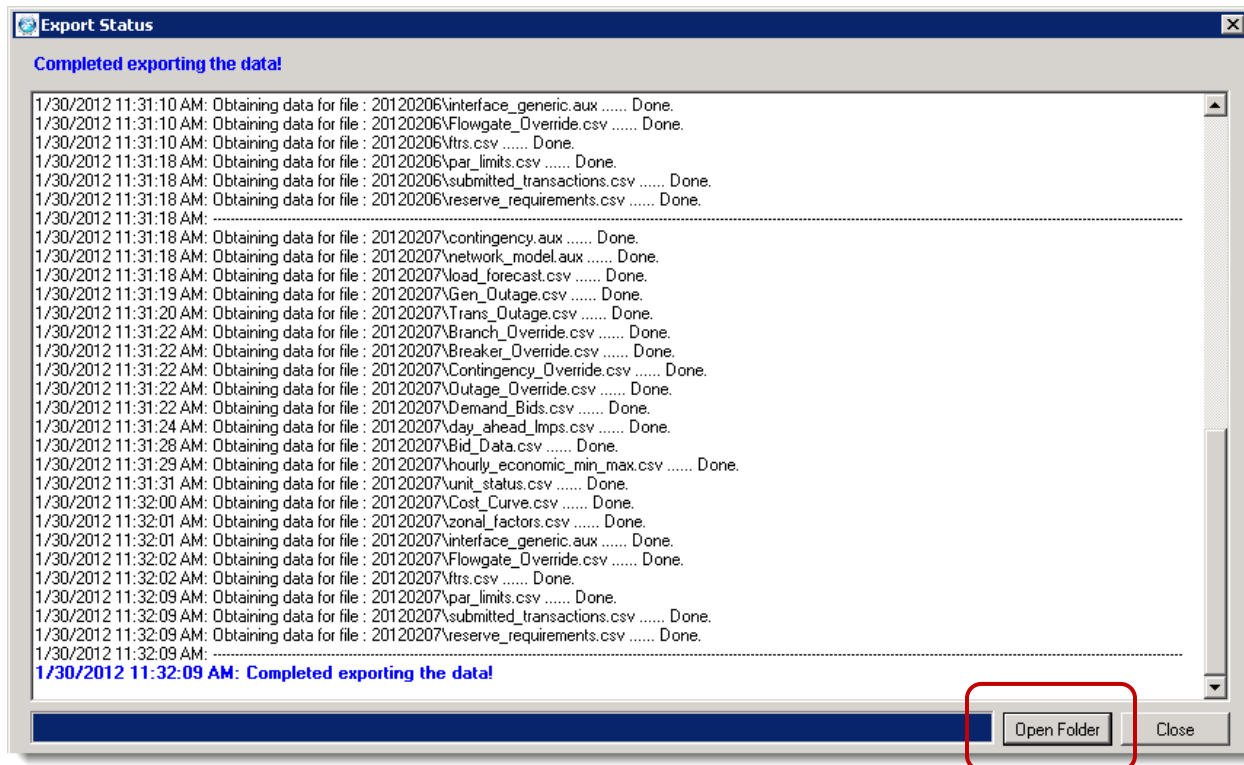 Export Status
Completed exporting the data!
1/30/2012 11:31:10 AM: Obtaining data for file : 20120206\interface_generic.aux ...... Done.
1/30/2012 11:31:10 AM: Obtaining data for file : 20120206\Flowgate_Override.csv ...... Done.
1/30/2012 11:31:10 AM: Obtaining data for file : 20120206\ftrs.csv ...... Done.
1/30/2012 11:31:18 AM: Obtaining data for file : 20120206\par_limits.csv ...... Done.
1/30/2012 11:31:18 AM: Obtaining data for file : 20120206\submitted_transactions.csv ...... Done.
1/30/2012 11:31:18 AM: Obtaining data for file : 20120206\reserve_requirements.csv ...... Done.
1/30/2012 11:31:18 AM: ----------------------------------------------------------------
1/30/2012 11:31:18 AM: Obtaining data for file : 20120207\contingency.aux ...... Done.
1/30/2012 11:31:18 AM: Obtaining data for file : 20120207\network_model.aux ...... Done.
1/30/2012 11:31:18 AM: Obtaining data for file : 20120207\load_forecast.csv ...... Done.
1/30/2012 11:31:19 AM: Obtaining data for file : 20120207\Gen_Outage.csv ...... Done.
1/30/2012 11:31:20 AM: Obtaining data for file : 20120207\Trans_Outage.csv ...... Done.
1/30/2012 11:31:22 AM: Obtaining data for file : 20120207\Branch_Override.csv ...... Done.
1/30/2012 11:31:22 AM: Obtaining data for file : 20120207\Breaker_Override.csv ...... Done.
1/30/2012 11:31:22 AM: Obtaining data for file : 20120207\Contingency_Override.csv ...... Done.
1/30/2012 11:31:22 AM: Obtaining data for file : 20120207\Outage_Override.csv ...... Done.
1/30/2012 11:31:22 AM: Obtaining data for file : 20120207\Demand_Bids.csv ...... Done.
1/30/2012 11:31:24 AM: Obtaining data for file : 20120207\day_ahead_lmps.csv ...... Done.
1/30/2012 11:31:28 AM: Obtaining data for file : 20120207\Bid_Data.csv ...... Done.
1/30/2012 11:31:29 AM: Obtaining data for file : 20120207\hourly_economic_min_max.csv ...... Done.
1/30/2012 11:31:31 AM: Obtaining data for file : 20120207\unit_status.csv ...... Done.
1/30/2012 11:32:00 AM: Obtaining data for file : 20120207\Cost_Curve.csv ...... Done.
1/30/2012 11:32:01 AM: Obtaining data for file : 20120207\zonal_factors.csv ...... Done.
1/30/2012 11:32:01 AM: Obtaining data for file : 20120207\interface_generic.aux ...... Done.
1/30/2012 11:32:02 AM: Obtaining data for file : 20120207\Flowgate_Override.csv ...... Done.
1/30/2012 11:32:02 AM: Obtaining data for file : 20120207\ftrs.csv ...... Done.
1/30/2012 11:32:09 AM: Obtaining data for file : 20120207\par_limits.csv ...... Done.
1/30/2012 11:32:09 AM: Obtaining data for file : 20120207\submitted_transactions.csv ...... Done.
1/30/2012 11:32:09 AM: Obtaining data for file : 20120207\reserve_requirements.csv ...... Done.
1/30/2012 11:32:09 AM: ----------------------------------------------------------------
1/30/2012 11:32:09 AM: Completed exporting the data!
Open Folder Close